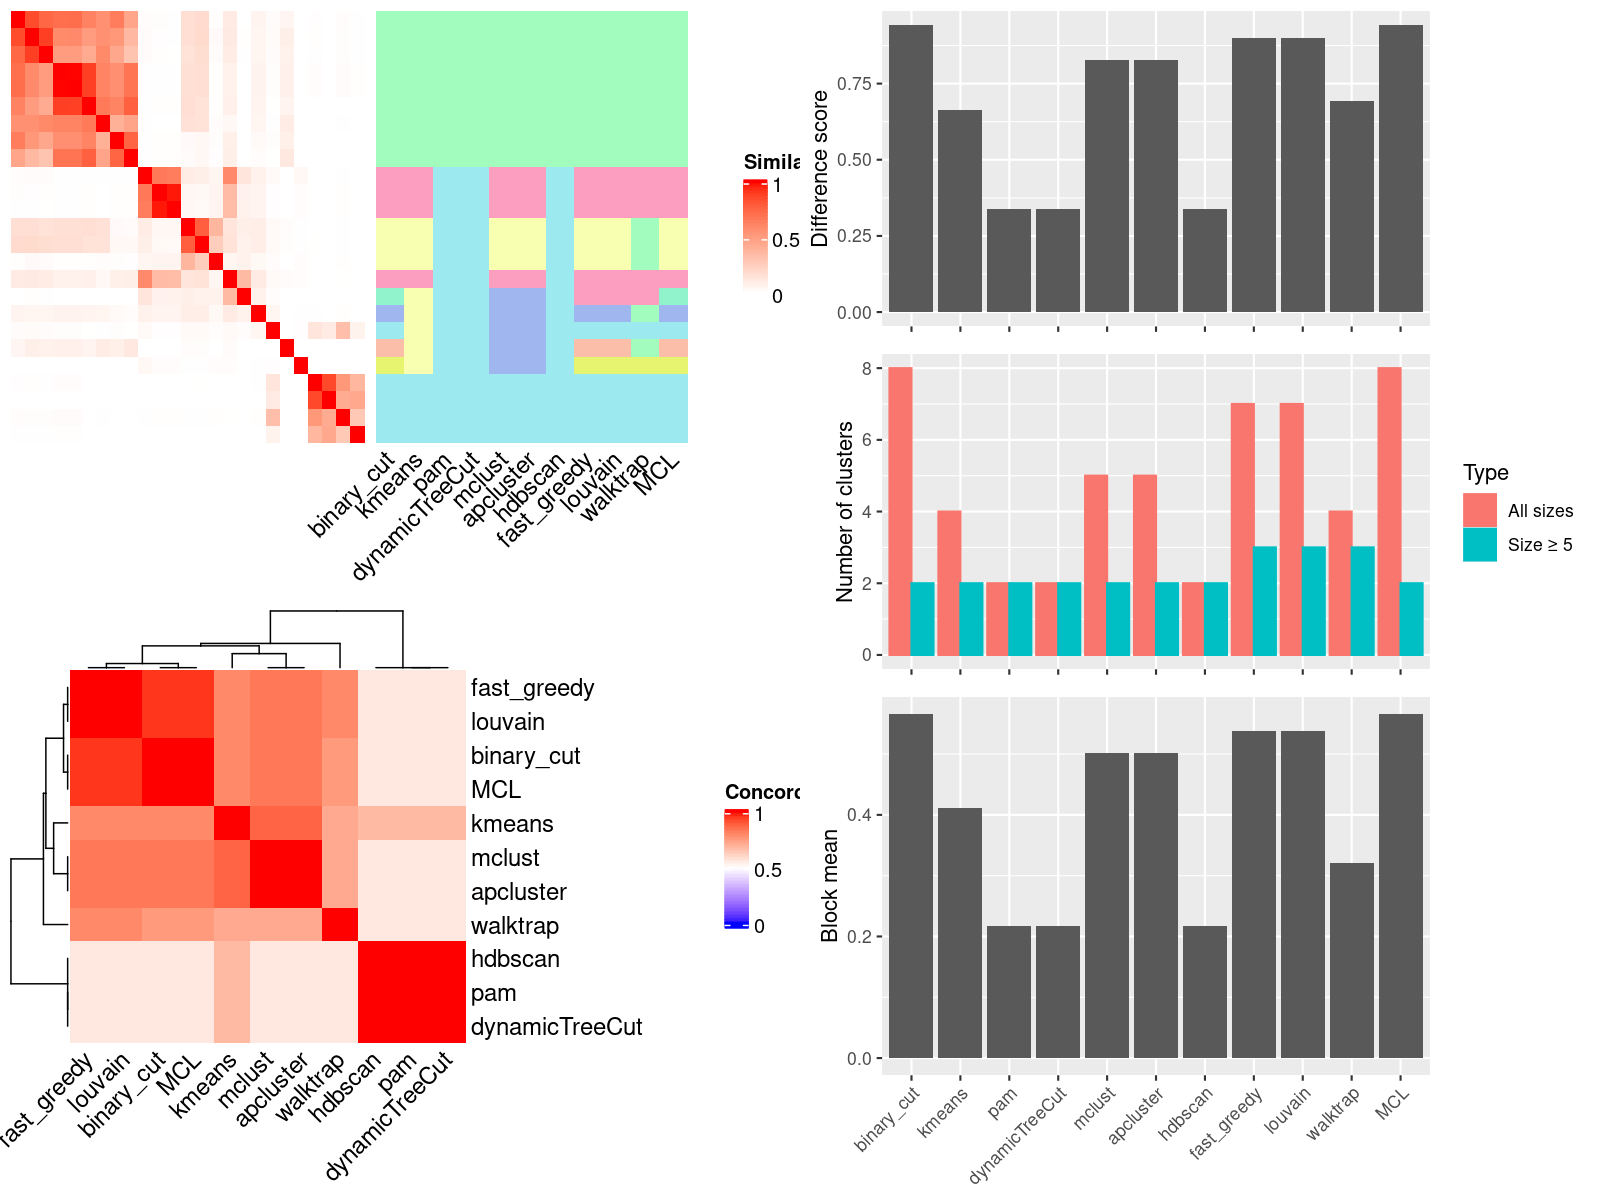 Simila
1
0.5
0
binary_cut
kmeans
pam
dynamicTreeCut
mclust
apcluster
hdbscan
fast_greedy
louvain
walktrap
MCL
fast_greedy
louvain
binary_cut
MCL
kmeans
mclust
apcluster
walktrap
hdbscan
pam
dynamicTreeCut
Concord
1
0.5
0
fast_greedy
louvain
binary_cut
MCL
kmeans
mclust
apcluster
walktrap
hdbscan
pam
dynamicTreeCut
Difference score
0.75
0.50
0.25
0.00
Number of clusters
8
6
4
2
0
Type
All sizes
Size ≥ 5
Block mean
0.4
0.2
0.0
binary_cut
kmeans
pam
dynamicTreeCut
mclust
apcluster
hdbscan
fast_greedy
louvain
walktrap
MCL